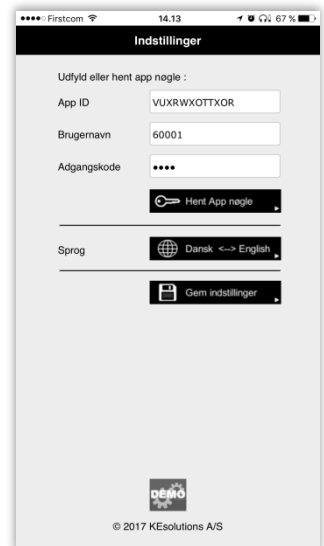 Firstcom 14.13 67 %
Indstillinger
Udfyld eller hent app nøgle :
App ID VUXRWXOTTXOR
Brugernavn 60001
Adgangskode ••••
Hent App nøgle
Sprog Dansk <--> English
Gem indstillinger
DEMO
© 2017 KEsolutions A/S